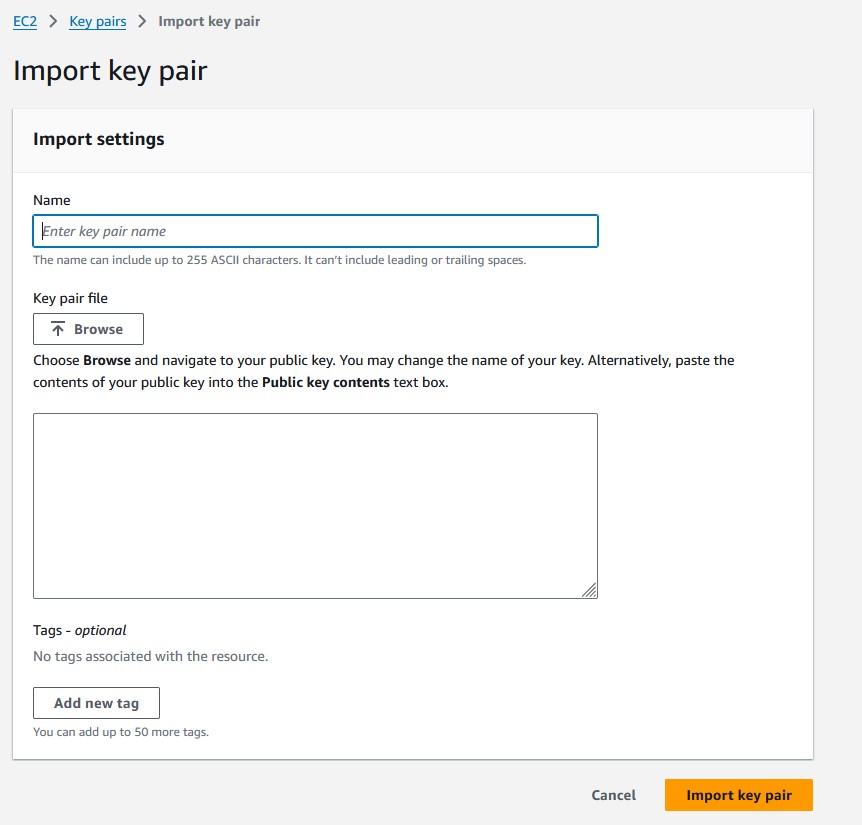 EC2 > Key pairs > Import key pair
Import key pair
Import settings
Name
Enter key pair name
The name can include up to 255 ASCII characters. It can’t include leading or trailing spaces.
Key pair file
Browse
Choose Browse and navigate to your public key. You may change the name of your key. Alternatively, paste the
contents of your public key into the Public key contents text box.
Tags - optional
No tags associated with the resource.
Add new tag
You can add up to 50 more tags.
Cancel
Import key pair